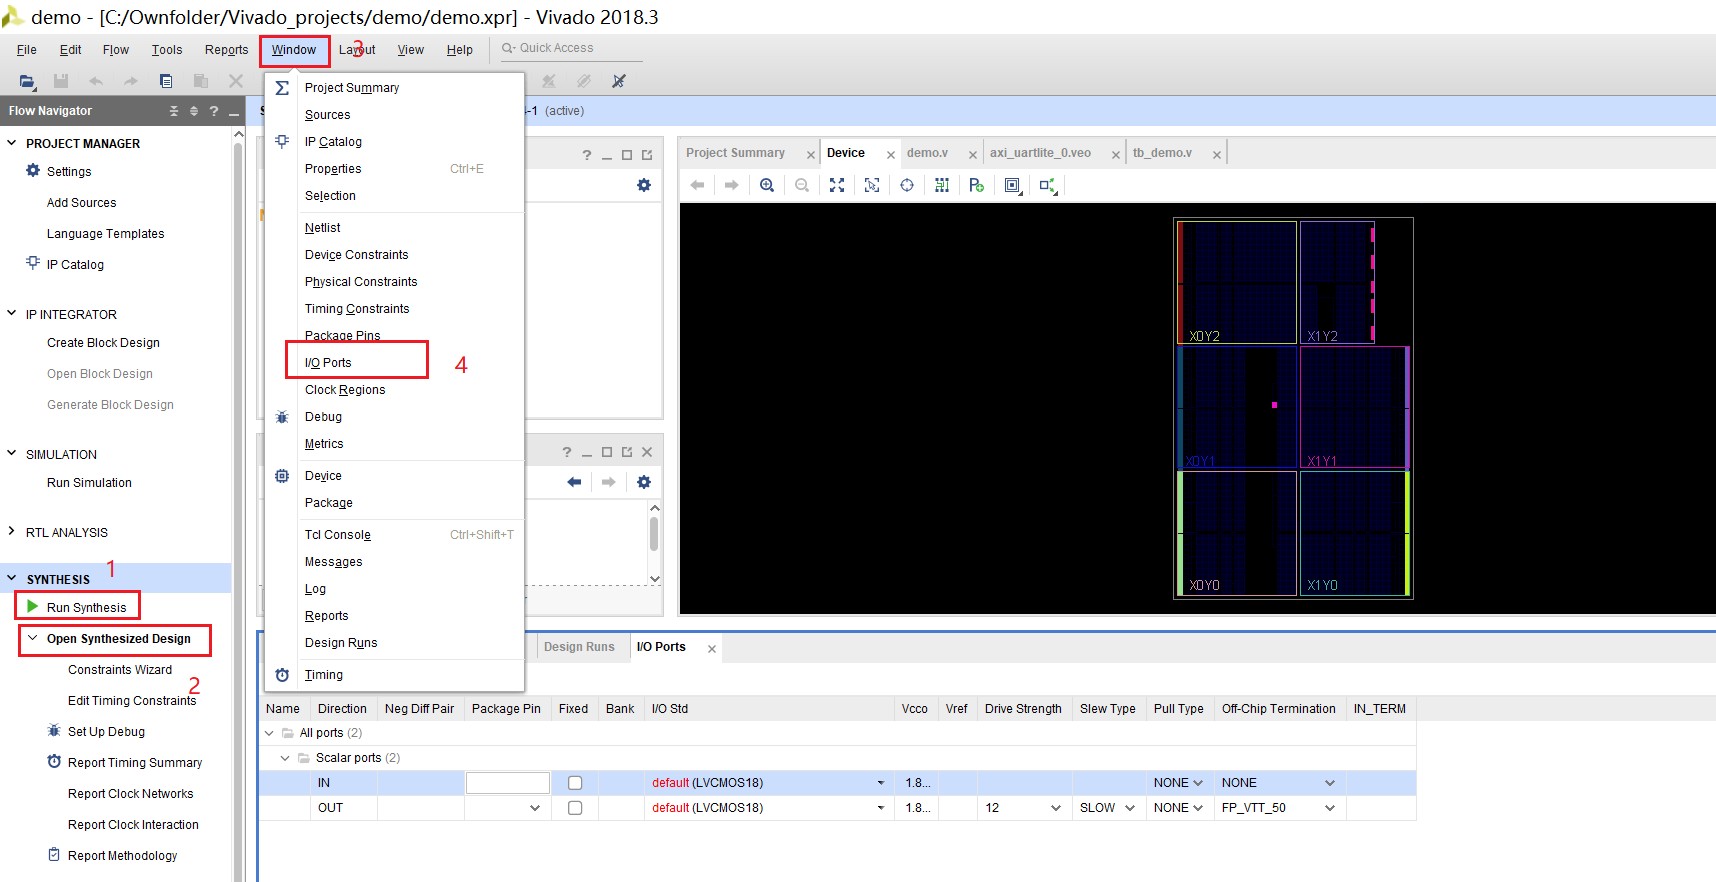 demo - [C:/Ownfolder/Vivado_projects/demo/demo.xpr] - Vivado 2018.3
File Edit Flow Tools Reports Window 3 Layout View Help Quick Access
Flow Navigator ? -1 (active)
PROJECT MANAGER
Settings
Add Sources
Language Templates
IP Catalog
IP INTEGRATOR
Create Block Design
Open Block Design
Generate Block Design
SIMULATION
Run Simulation
RTL ANALYSIS
1
SYNTHESIS
Run Synthesis
Open Synthesized Design
Constraints Wizard
2
Edit Timing Constraints
Set Up Debug
Report Timing Summary
Report Clock Networks
Report Clock Interaction
Report Methodology
Project Summary
Sources
IP Catalog
Properties Ctrl+E
Selection
Netlist
Device Constraints
Physical Constraints
Timing Constraints
Package Pins
I/O Ports 4
Clock Regions
Debug
Metrics
Device
Package
Tcl Console Ctrl+Shift+T
Messages
Log
Reports
Design Runs
Timing
?
?
Project Summary Device demo.v axi_uartlite_0.veo tb_demo.v
X0Y2 X1Y2
X0Y1 X1Y1
X0Y0 X1Y0
Design Runs I/O Ports
Name Direction Neg Diff Pair Package Pin Fixed Bank I/O Std Vcco Vref Drive Strength Slew Type Pull Type Off-Chip Termination IN_TERM
All ports (2)
Scalar ports (2)
IN default (LVCMOS18) 1.8... NONE NONE
OUT default (LVCMOS18) 1.8... 12 SLOW NONE FP_VTT_50